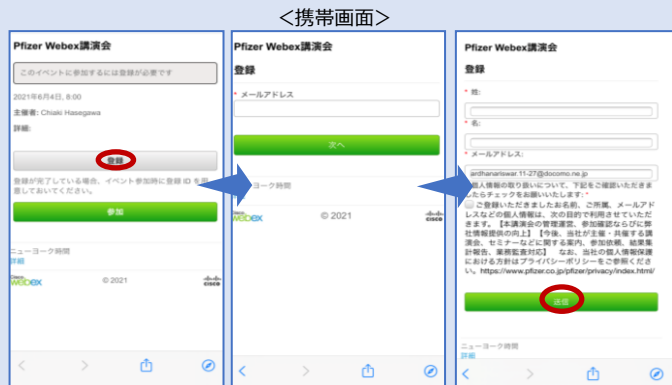 ＜携帯画面＞
Pfizer Webex講演会
このイベントに参加するには登録が必要です
2021年6月4日, 8:00
主催者: Chiaki Hasegawa
詳細:
登録
登録が完了している場合、イベント参加時に登録 ID を用
意しておいてください。
参加
ニューヨーク時間
詳細
Cisco
webex
© 2021
cisco
Pfizer Webex講演会
登録
* メールアドレス
次へ
ヨーク時間
webex
© 2021
cisco
Pfizer Webex講演会
登録
* 姓:
* 名:
* メールアドレス:
ardhanariswar.11-27@docomo.ne.jp
個人情報の取り扱いについて、下記をご確認いただきま
したらチェックをお願いいたします: *
ご登録いただきましたお名前、ご所属、メールアド
レスなどの個人情報は、次の目的で利用させていただ
きます。【本講演会の管理運営、参加確認ならびに弊
社情報提供の向上】【今後、当社が主催・共催する講
演会、セミナーなどに関する案内、参加依頼、結果集
計報告、業務監査対応】 なお、当社の個人情報保護
における方針はプライバシーポリシーをご参照くださ
い。https://www.pfizer.co.jp/pfizer/privacy/index.html/
送信
ニューヨーク時間
詳細